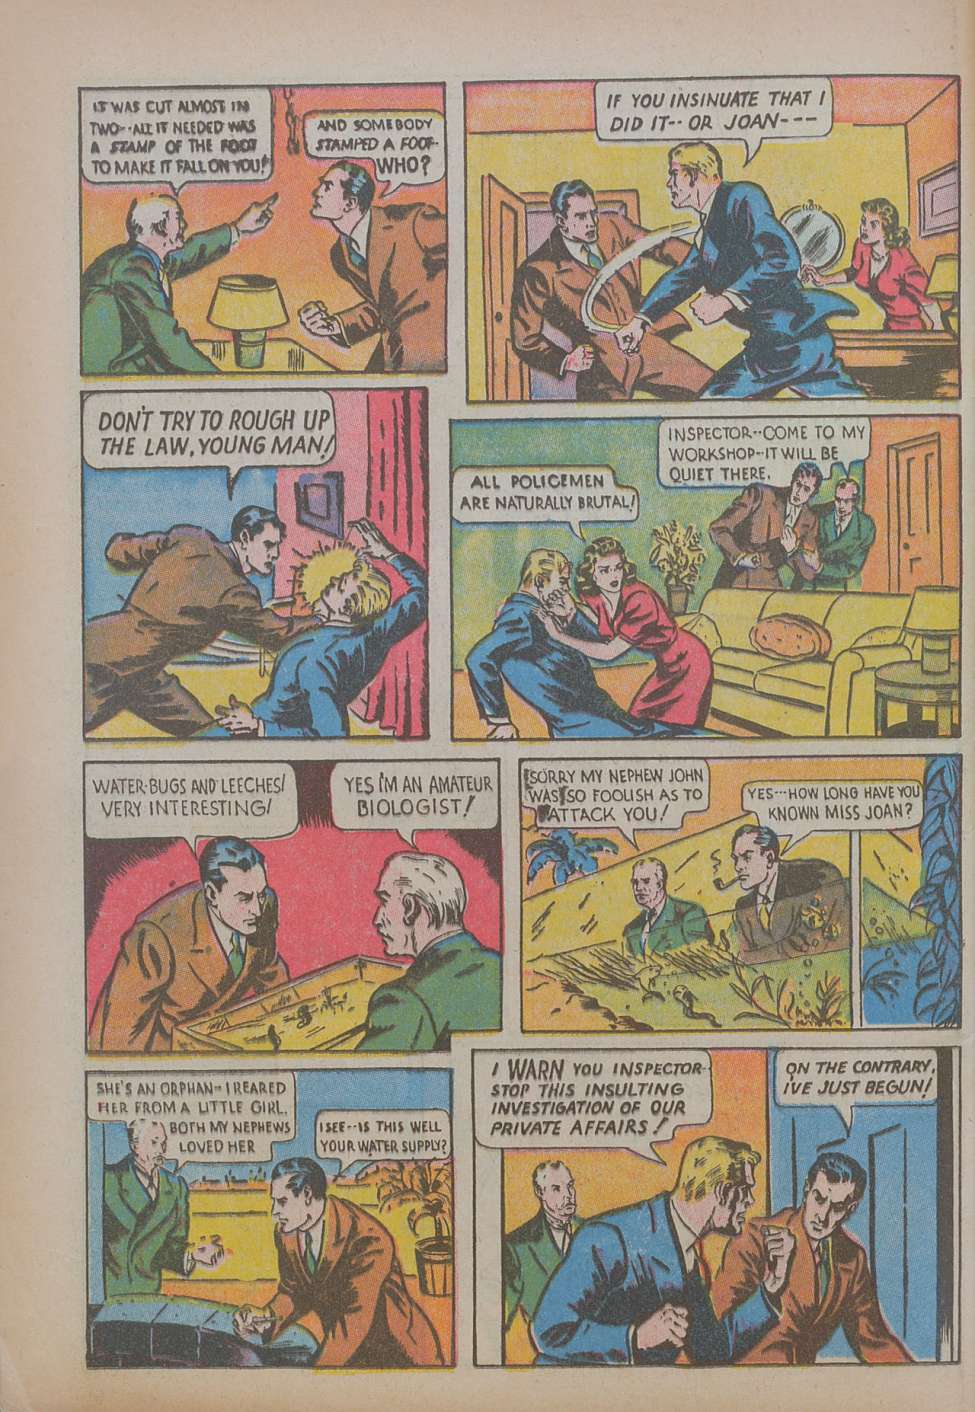 IT WAS CUT ALMOST IN
TWO--ALL IT NEEDED WAS
A STAMP OF THE FOOT
TO MAKE IT FALL ON YOU!
AND SOMEBODY
STAMPED A FOOT-
WHO?
IF YOU INSINUATE THAT I
DID IT-- OR JOAN---
DON'T TRY TO ROUGH UP
THE LAW, YOUNG MAN!
ALL POLICEMEN
ARE NATURALLY BRUTAL!
INSPECTOR--COME TO MY
WORKSHOP--IT WILL BE
QUIET THERE.
WATER-BUGS AND LEECHES!
VERY INTERESTING!
YES I'M AN AMATEUR
BIOLOGIST!
SORRY MY NEPHEW JOHN
WAS SO FOOLISH AS TO
ATTACK YOU!
YES---HOW LONG HAVE YOU
KNOWN MISS JOAN?
SHE'S AN ORPHAN--I REARED
HER FROM A LITTLE GIRL.
BOTH MY NEPHEWS
LOVED HER
I SEE--IS THIS WELL
YOUR WATER SUPPLY?
I WARN YOU INSPECTOR-
STOP THIS INSULTING
INVESTIGATION OF OUR
PRIVATE AFFAIRS!
ON THE CONTRARY,
I'VE JUST BEGUN!